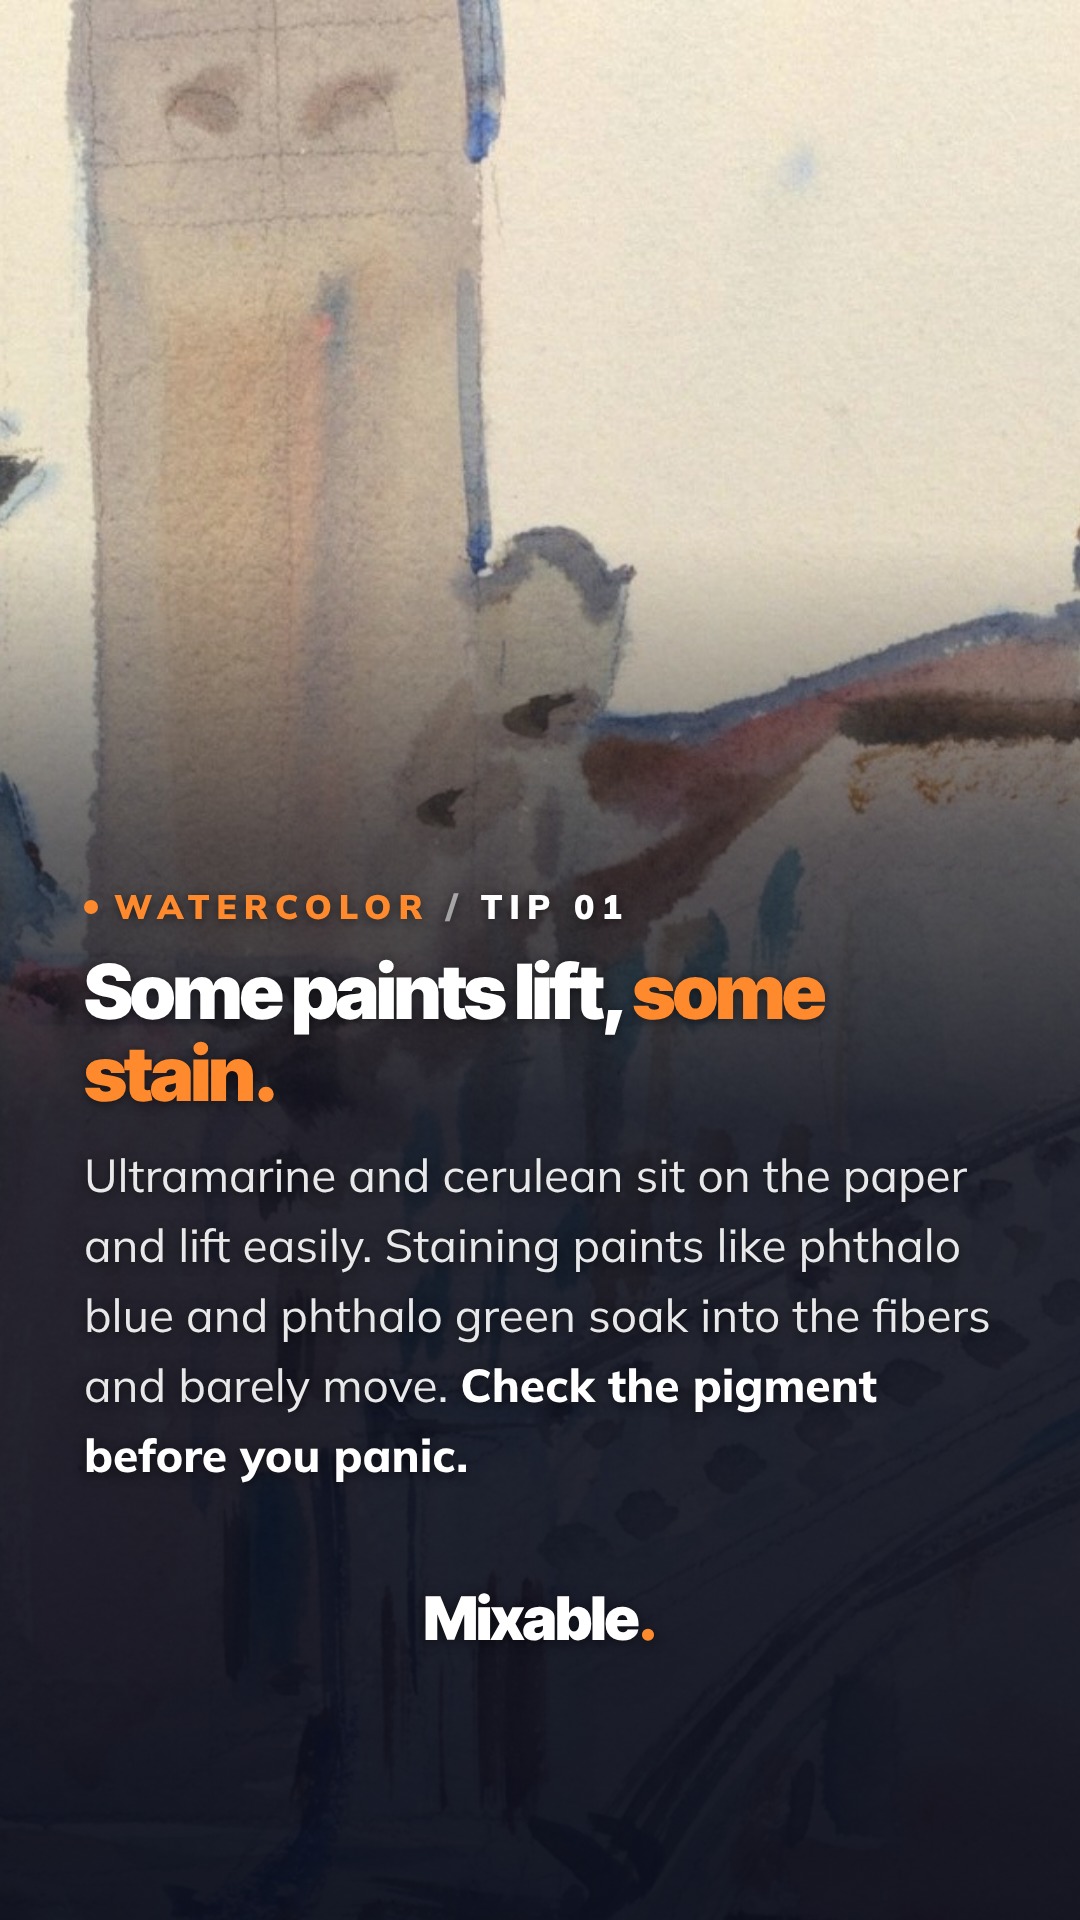 • WATERCOLOR / TIP 01
Some paints lift, some
stain.
Ultramarine and cerulean sit on the paper
and lift easily. Staining paints like phthalo
blue and phthalo green soak into the fibers
and barely move. Check the pigment
before you panic.
Mixable.